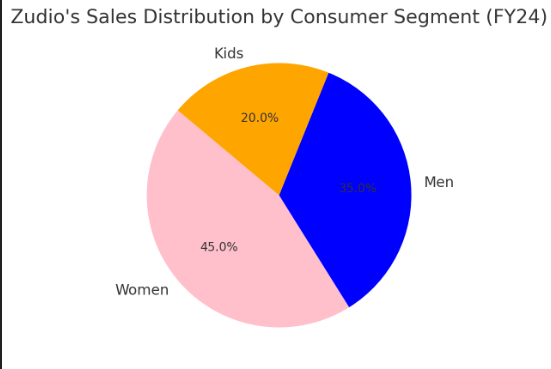 Zudio's Sales Distribution by Consumer Segment (FY24)
Kids
20.0%
35.0%
Men
45.0%
Women